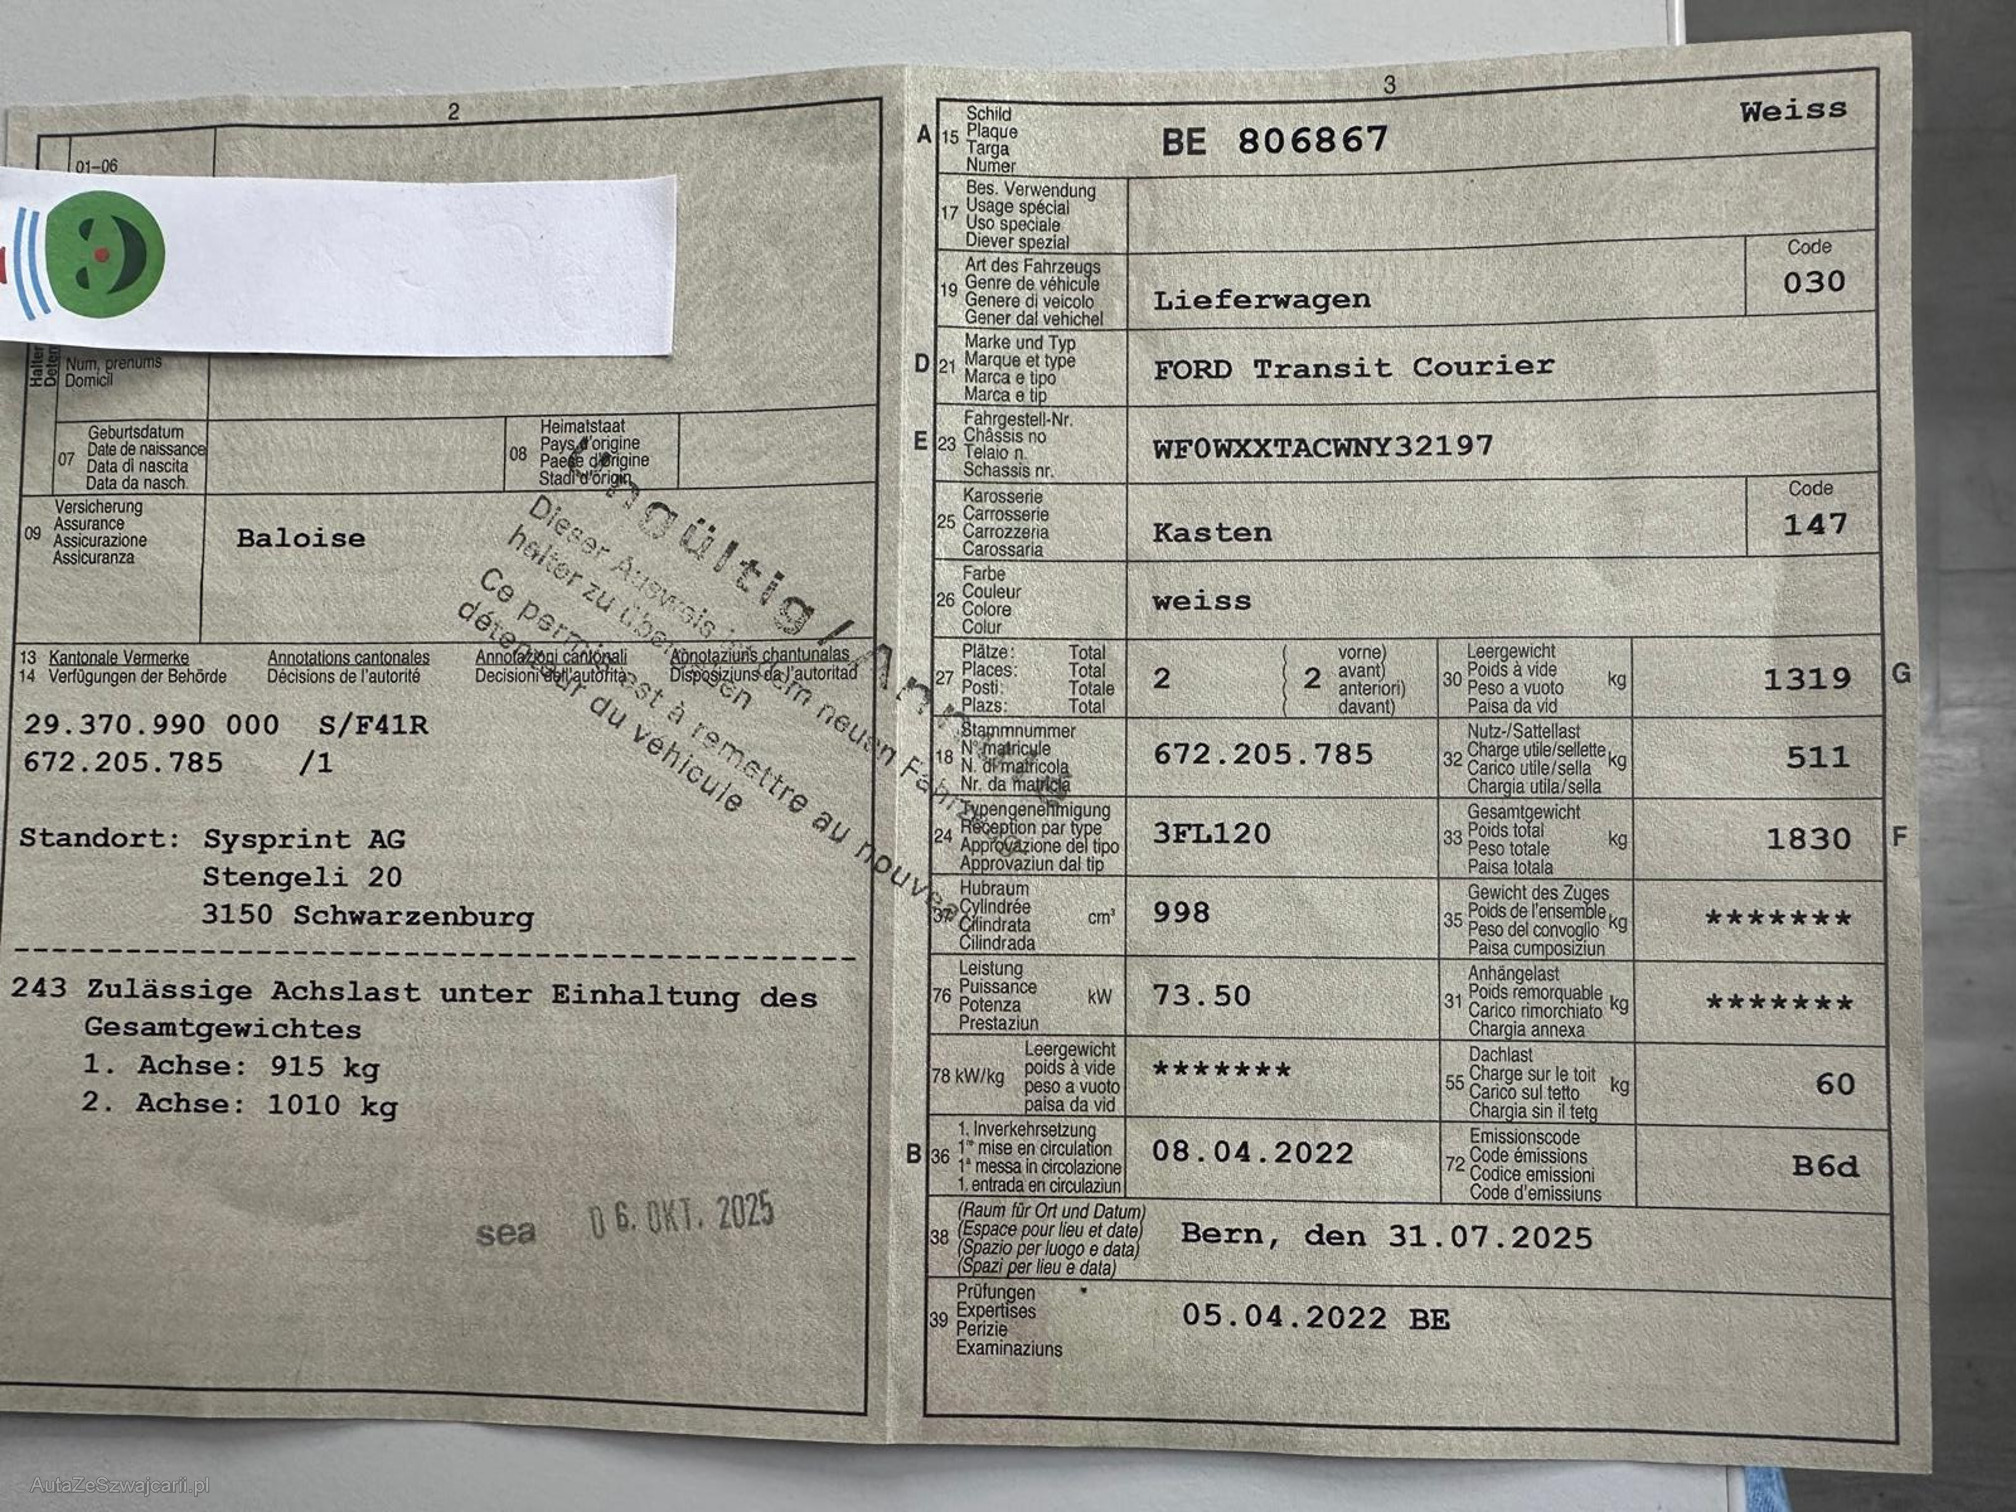 2
01–06
Halter
Num, prenums
Domicil
07
Geburtsdatum
Date de naissance
Data di nascita
Data da nasch.
08
Heimatstaat
Pays d'origine
Paese d'origine
Stadi d'origin
09
Versicherung
Assurance
Assicurazione
Assicuranza
Baloise
Ungültig / Annulé
Dieser Ausweis ist dem neuen Fahrzeug-
halter zu übergeben
Ce permis est à remettre au nouveau
détenteur du véhicule
13 Kantonale Vermerke Annotations cantonales Annotazioni cantonali Annotaziuns chantunalas
14 Verfügungen der Behörde Décisions de l'autorité Decisioni dell'autorità Disposiziuns da l'autoritad
29.370.990 000 S/F41R
672.205.785 /1
Standort: Sysprint AG
Stengeli 20
3150 Schwarzenburg
243 Zulässige Achslast unter Einhaltung des
Gesamtgewichtes
1. Achse: 915 kg
2. Achse: 1010 kg
sea 06. OKT. 2025
3
A 15
Schild
Plaque
Targa
Numer
BE 806867
Weiss
17
Bes. Verwendung
Usage spécial
Uso speciale
Diever spezial
19
Art des Fahrzeugs
Genre de véhicule
Genere di veicolo
Gener dal vehichel
Lieferwagen
Code
030
D 21
Marke und Typ
Marque et type
Marca e tipo
Marca e tip
FORD Transit Courier
E 23
Fahrgestell-Nr.
Châssis no
Telaio n.
Schassis nr.
WF0WXXTACWNY32197
25
Karosserie
Carrosserie
Carrozzeria
Carossaria
Kasten
Code
147
26
Farbe
Couleur
Colore
Colur
weiss
27
Plätze: Total
Places: Total
Posti: Totale
Plazs: Total
2
2
vorne)
avant)
anteriori)
davant)
30
Leergewicht
Poids à vide
Peso a vuoto
Paisa da vid
kg
1319
G
18
Stammnummer
N° matricule
N. di matricola
Nr. da matricla
672.205.785
32
Nutz-/Sattellast
Charge utile/sellette
Carico utile/sella
Chargia utila/sella
kg
511
24
Typengenehmigung
Réception par type
Approvazione del tipo
Approvaziun dal tip
3FL120
33
Gesamtgewicht
Poids total
Peso totale
Paisa totala
kg
1830
F
37
Hubraum
Cylindrée
Cilindrata
Cilindrada
cm³
998
35
Gewicht des Zuges
Poids de l'ensemble
Peso del convoglio
Paisa cumposiziun
kg
*******
76
Leistung
Puissance
Potenza
Prestaziun
kW
73.50
31
Anhängelast
Poids remorquable
Carico rimorchiato
Chargia annexa
kg
*******
78 kW/kg
Leergewicht
poids à vide
peso a vuoto
paisa da vid
*******
55
Dachlast
Charge sur le toit
Carico sul tetto
Chargia sin il tetg
kg
60
B 36
1. Inverkehrsetzung
1re mise en circulation
1a messa in circolazione
1. entrada en circulaziun
08.04.2022
72
Emissionscode
Code émissions
Codice emissioni
Code d'emissiuns
B6d
38
(Raum für Ort und Datum)
(Espace pour lieu et date)
(Spazio per luogo e data)
(Spazi per lieu e data)
Bern, den 31.07.2025
39
Prüfungen
Expertises
Perizie
Examinaziuns
05.04.2022 BE
AutaZeSzwajcarii.pl